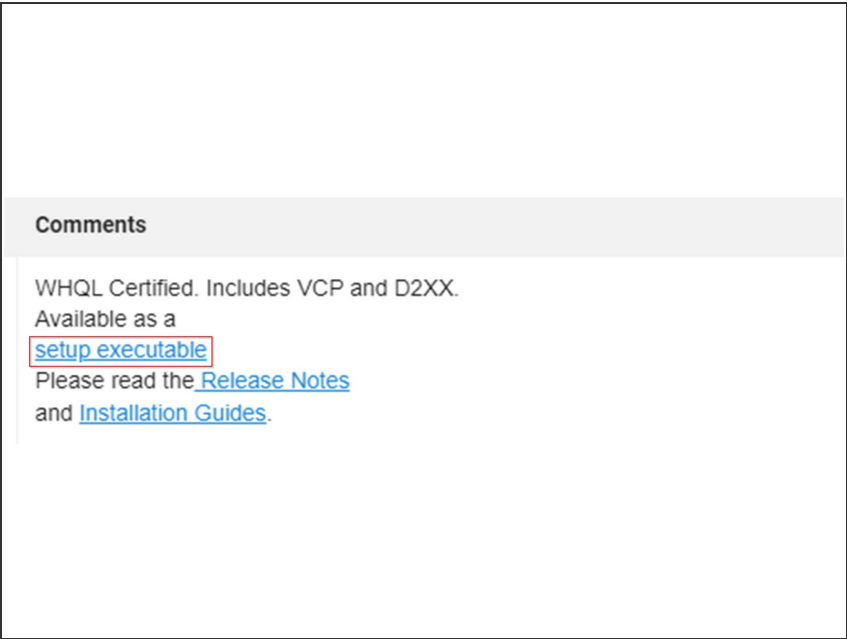 Comments
WHQL Certified. Includes VCP and D2XX.
Available as a
setup executable
Please read the Release Notes
and Installation Guides.